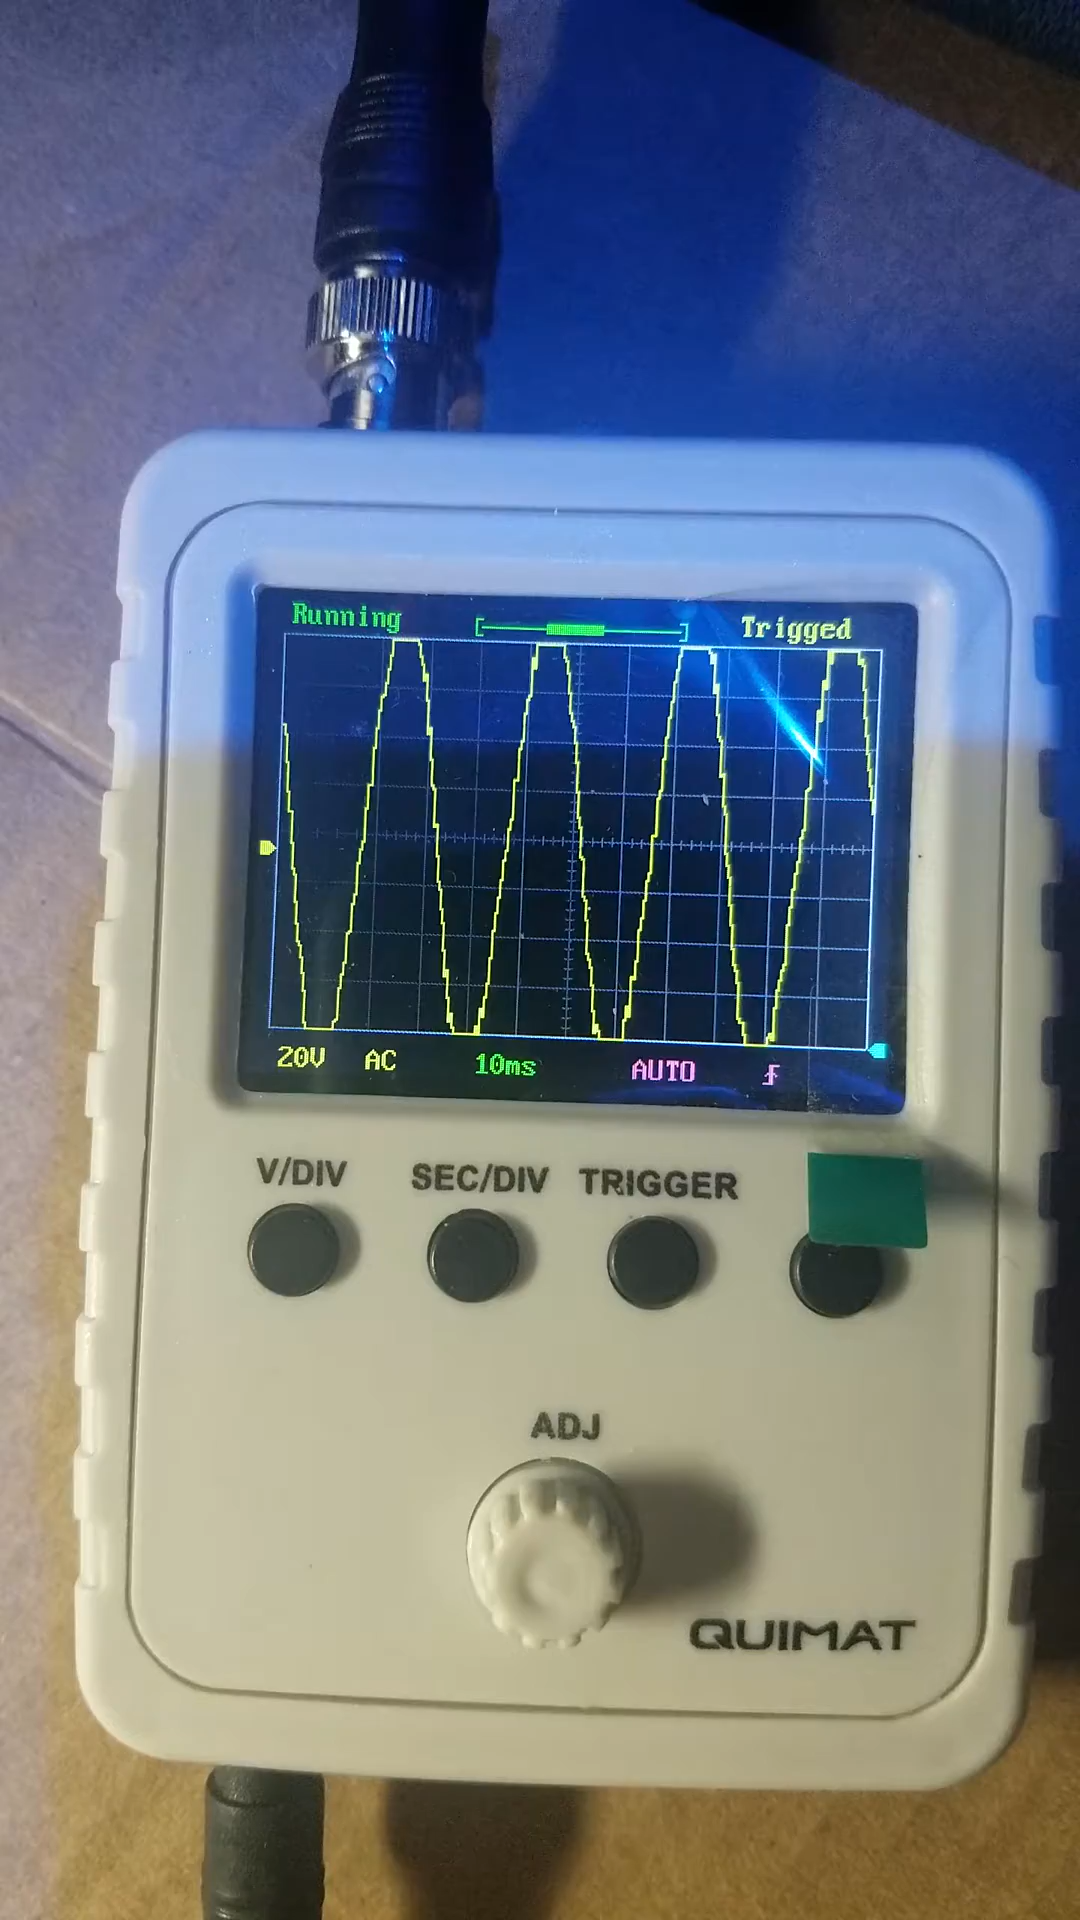 Running Trigged
20V AC 10ms AUTO
V/DIV SEC/DIV TRIGGER
ADJ
QUIMAT